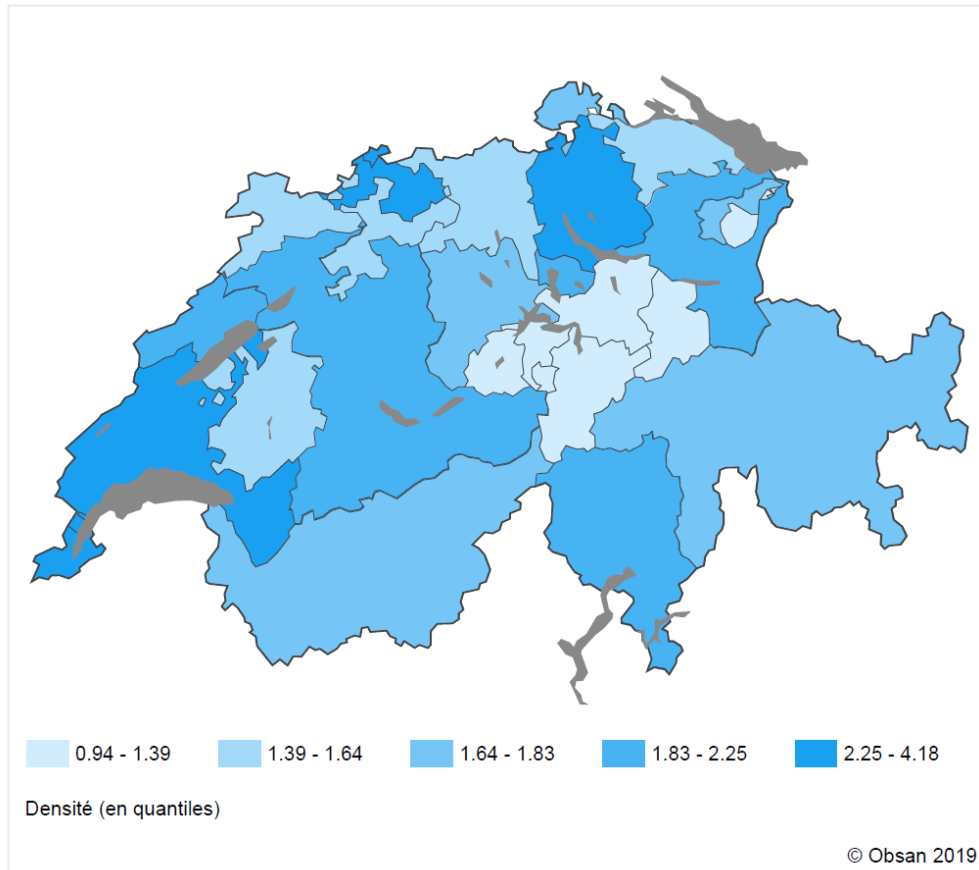 0.94 - 1.39 1.39 - 1.64 1.64 - 1.83 1.83 - 2.25 2.25 - 4.18
Densité (en quantiles)
© Obsan 2019